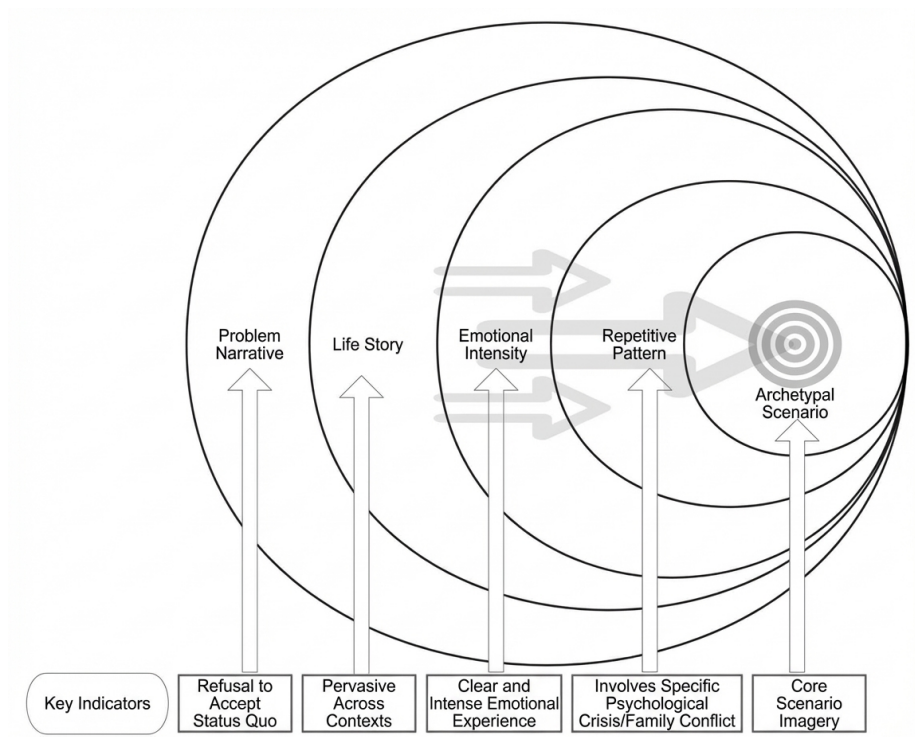 Problem
Narrative
Life Story
Emotional
Intensity
Repetitive
Pattern
Archetypal
Scenario
Key Indicators
Refusal to
Accept
Status Quo
Pervasive
Across
Contexts
Clear and
Intense Emotional
Experience
Involves Specific
Psychological
Crisis/Family Conflict
Core
Scenario
Imagery